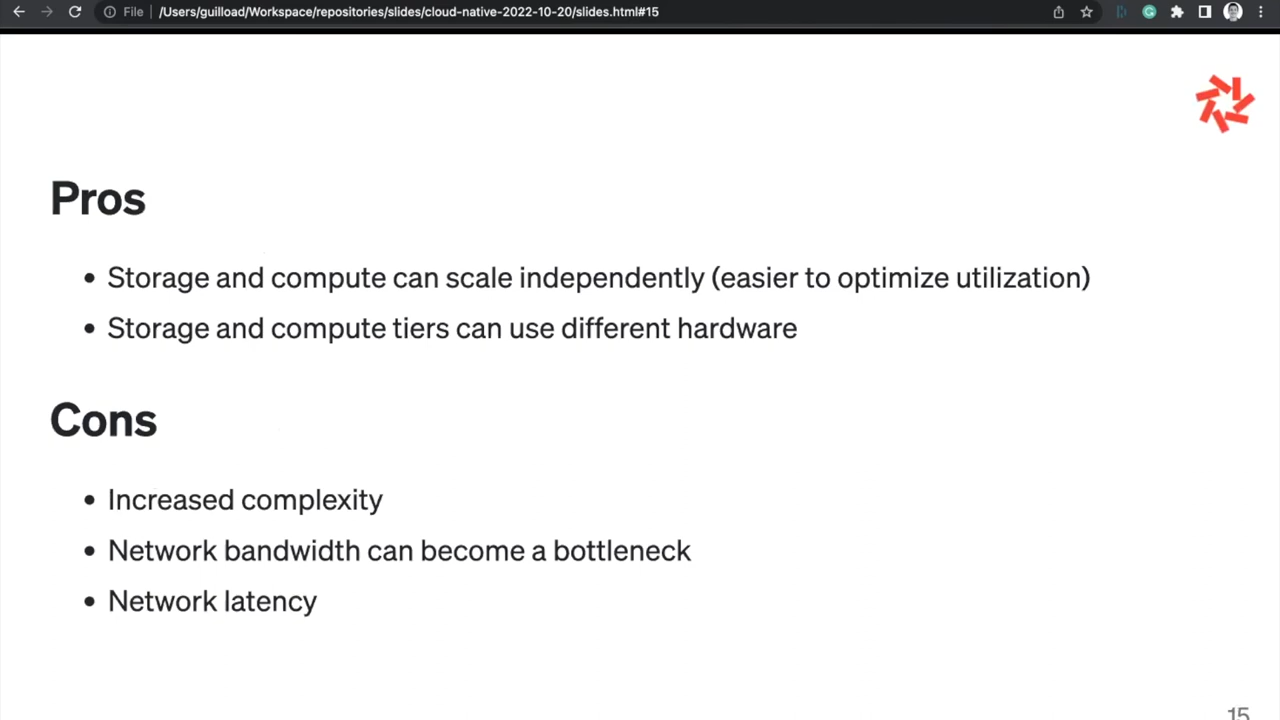 File
/Users/guilload/Workspace/repositories/slides/cloud-native-2022-10-20/slides.html#15
Pros
• Storage and compute can scale independently (easier to optimize utilization)
• Storage and compute tiers can use different hardware
Cons
• Increased complexity
• Network bandwidth can become a bottleneck
• Network latency
15